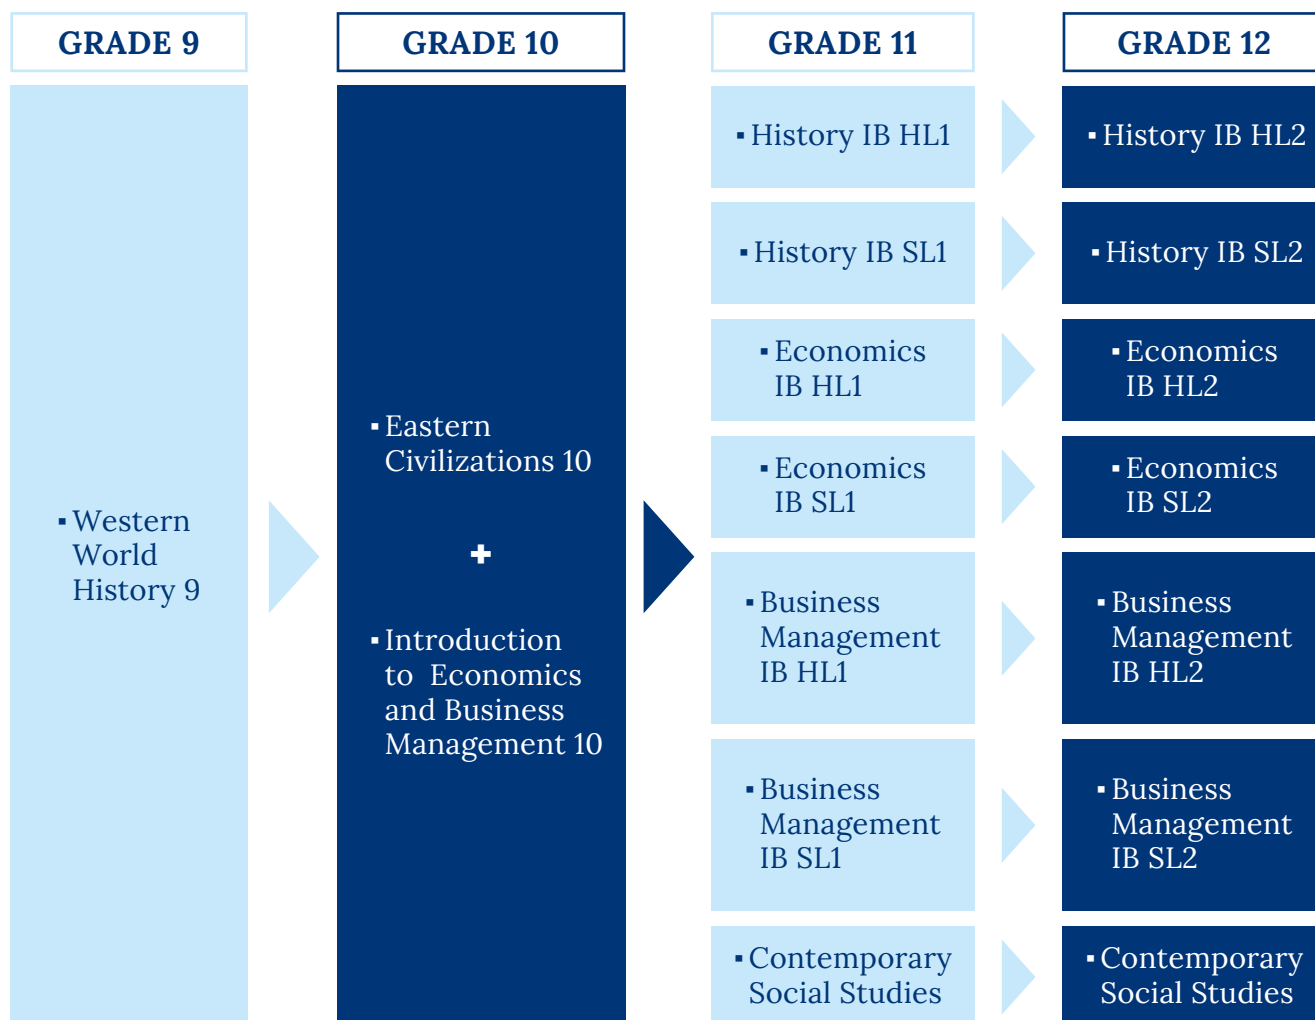 GRADE 9
GRADE 10
GRADE 11
GRADE 12
▪ Western
World
History 9
▪ Eastern
Civilizations 10
+
▪ Introduction
to Economics
and Business
Management 10
▪ History IB HL1
▪ History IB HL2
▪ History IB SL1
▪ History IB SL2
▪ Economics
IB HL1
▪ Economics
IB HL2
▪ Economics
IB SL1
▪ Economics
IB SL2
▪ Business
Management
IB HL1
▪ Business
Management
IB HL2
▪ Business
Management
IB SL1
▪ Business
Management
IB SL2
▪ Contemporary
Social Studies
▪ Contemporary
Social Studies